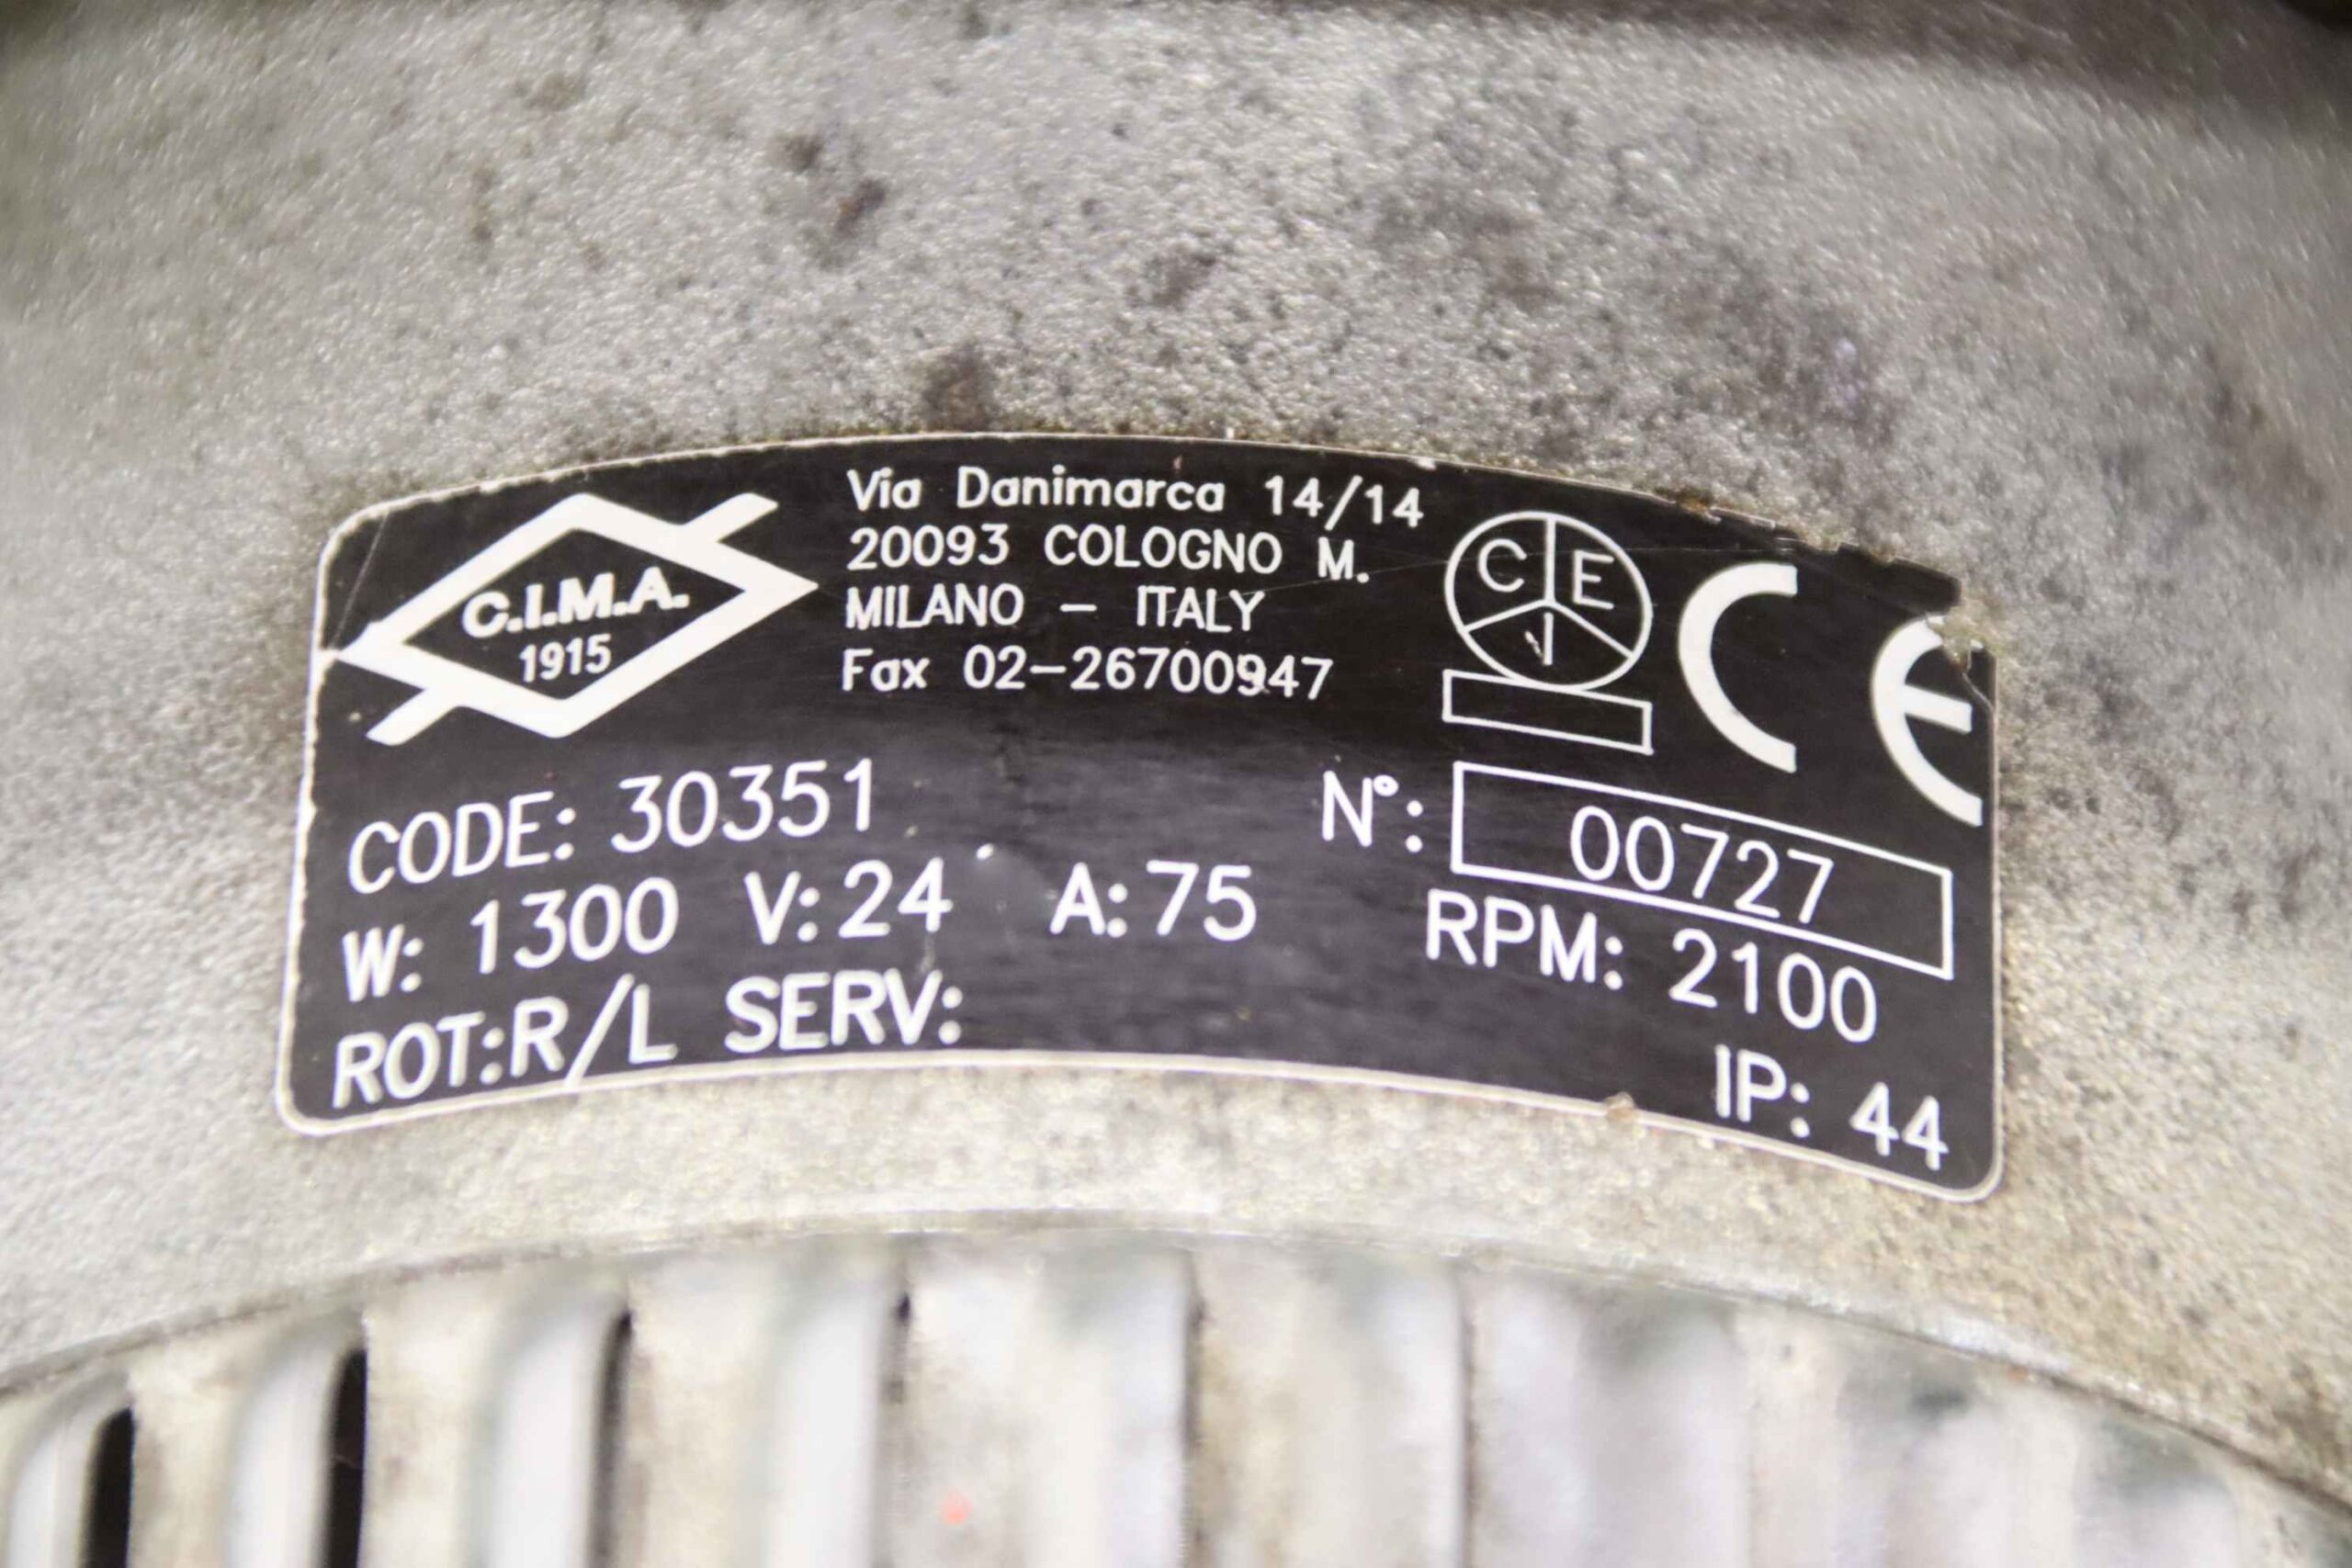 C.I.M.A.
1915
Via Danimarca 14/14
20093 COLOGNO M.
MILANO - ITALY
Fax 02-26700947
C E I
CE
CODE: 30351
N°: 00727
W: 1300 V: 24 A: 75 RPM: 2100
ROT:R/L SERV: IP: 44